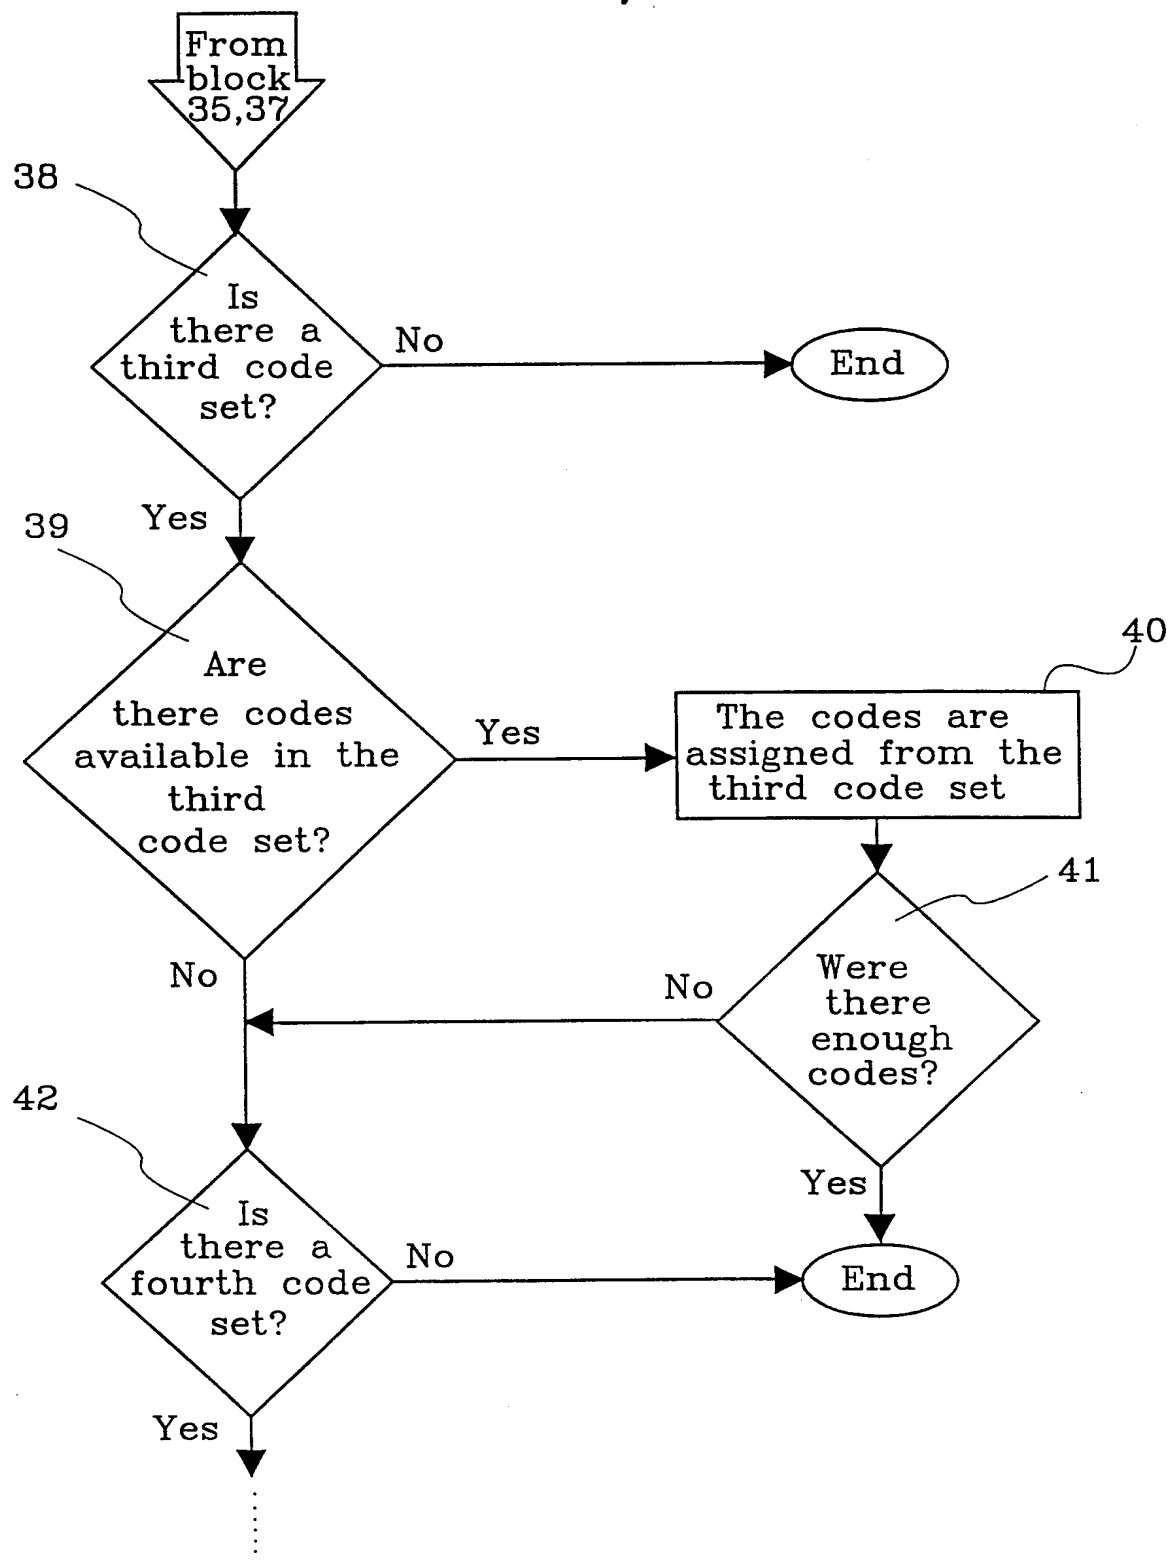 From
block
35,37
38
Is
there a
third code
set?
No
End
Yes
39
Are
there codes
available in the
third
code set?
Yes
40
The codes are
assigned from the
third code set
41
Were
there
enough
codes?
No
No
42
Is
there a
fourth code
set?
No
Yes
End
Yes